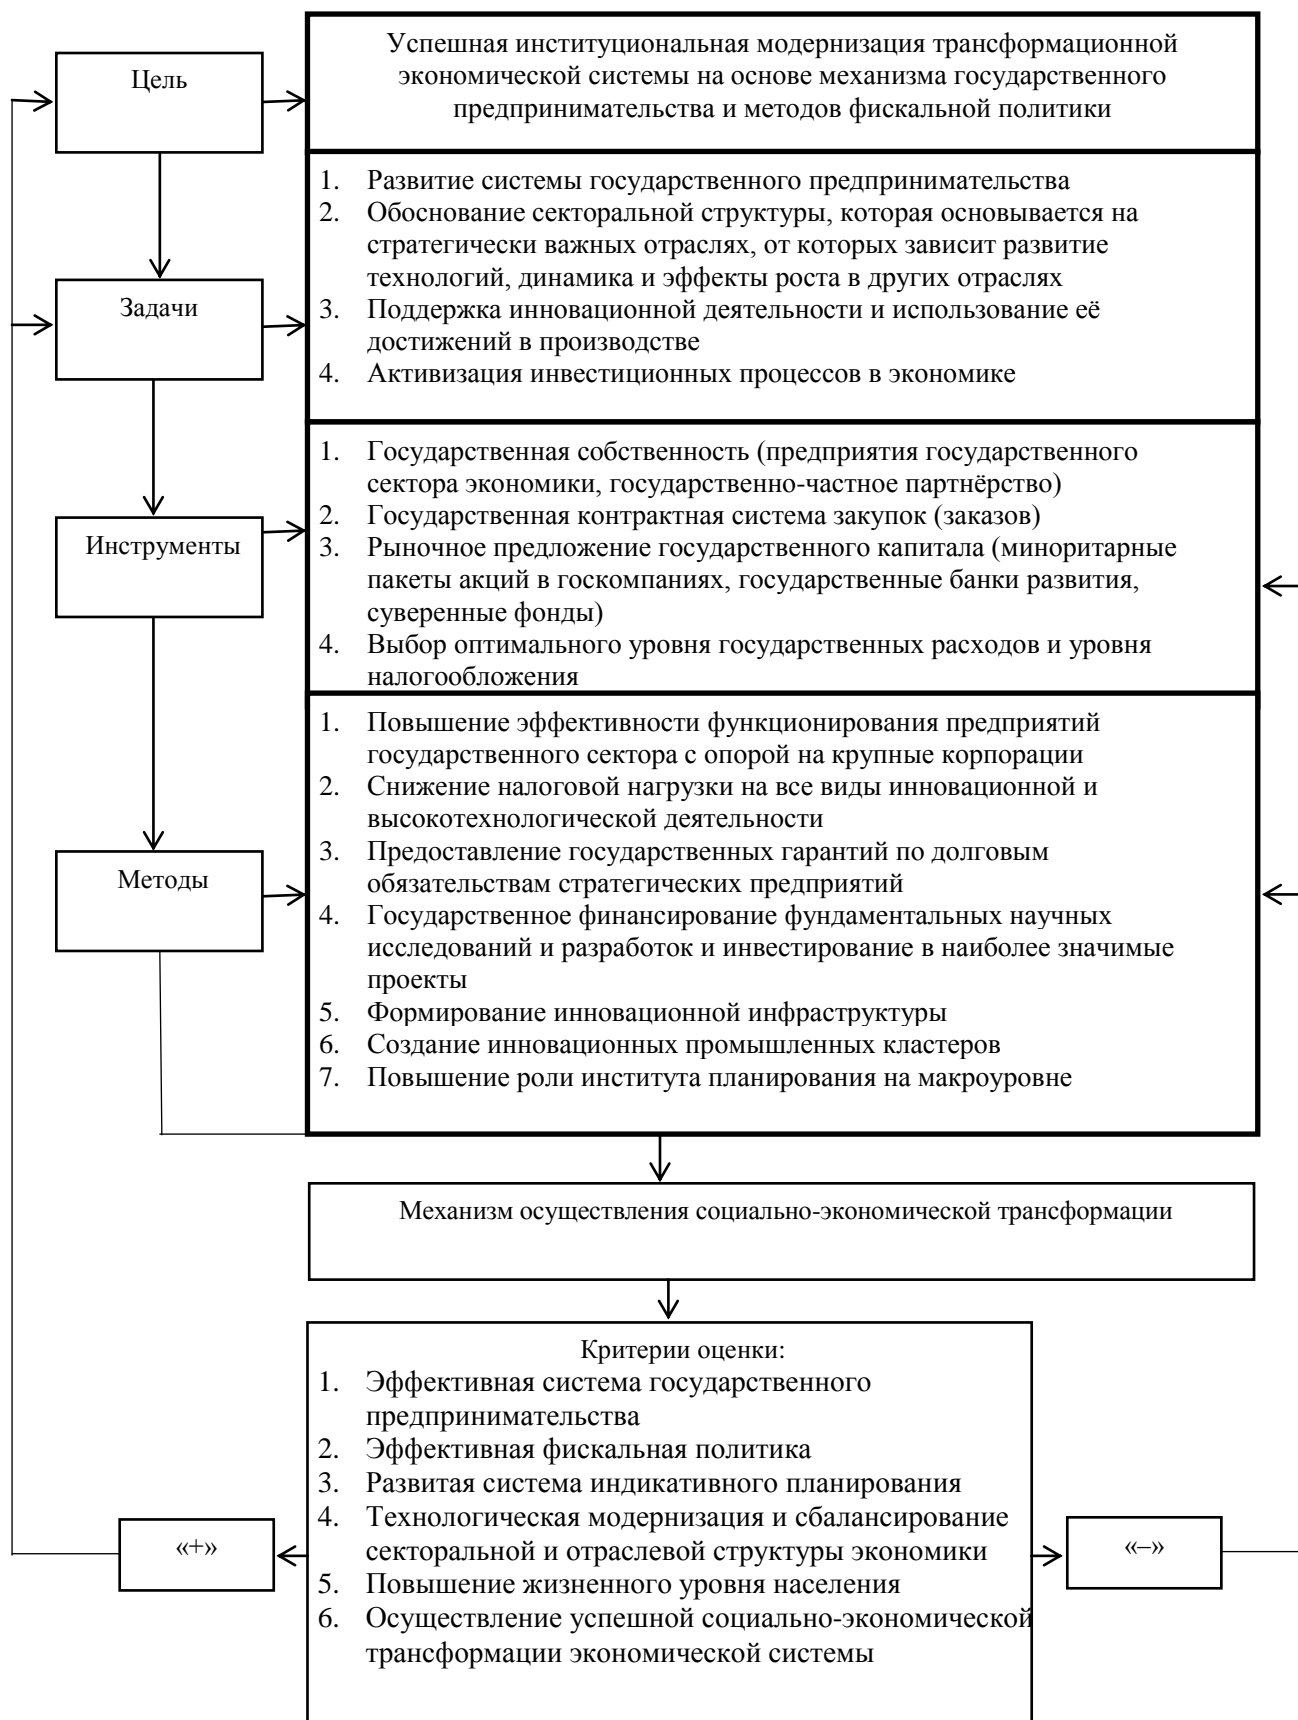 Цель
Успешная институциональная модернизация трансформационной
экономической системы на основе механизма государственного
предпринимательства и методов фискальной политики
Задачи
1. Развитие системы государственного предпринимательства
2. Обоснование секторальной структуры, которая основывается на
стратегически важных отраслях, от которых зависит развитие
технологий, динамика и эффекты роста в других отраслях
3. Поддержка инновационной деятельности и использование её
достижений в производстве
4. Активизация инвестиционных процессов в экономике
Инструменты
1. Государственная собственность (предприятия государственного
сектора экономики, государственно-частное партнёрство)
2. Государственная контрактная система закупок (заказов)
3. Рыночное предложение государственного капитала (миноритарные
пакеты акций в госкомпаниях, государственные банки развития,
суверенные фонды)
4. Выбор оптимального уровня государственных расходов и уровня
налогообложения
Методы
1. Повышение эффективности функционирования предприятий
государственного сектора с опорой на крупные корпорации
2. Снижение налоговой нагрузки на все виды инновационной и
высокотехнологической деятельности
3. Предоставление государственных гарантий по долговым
обязательствам стратегических предприятий
4. Государственное финансирование фундаментальных научных
исследований и разработок и инвестирование в наиболее значимые
проекты
5. Формирование инновационной инфраструктуры
6. Создание инновационных промышленных кластеров
7. Повышение роли института планирования на макроуровне
Механизм осуществления социально-экономической трансформации
Критерии оценки:
1. Эффективная система государственного
предпринимательства
2. Эффективная фискальная политика
3. Развитая система индикативного планирования
4. Технологическая модернизация и сбалансирование
секторальной и отраслевой структуры экономики
5. Повышение жизненного уровня населения
6. Осуществление успешной социально-экономической
трансформации экономической системы
«+»
«–»